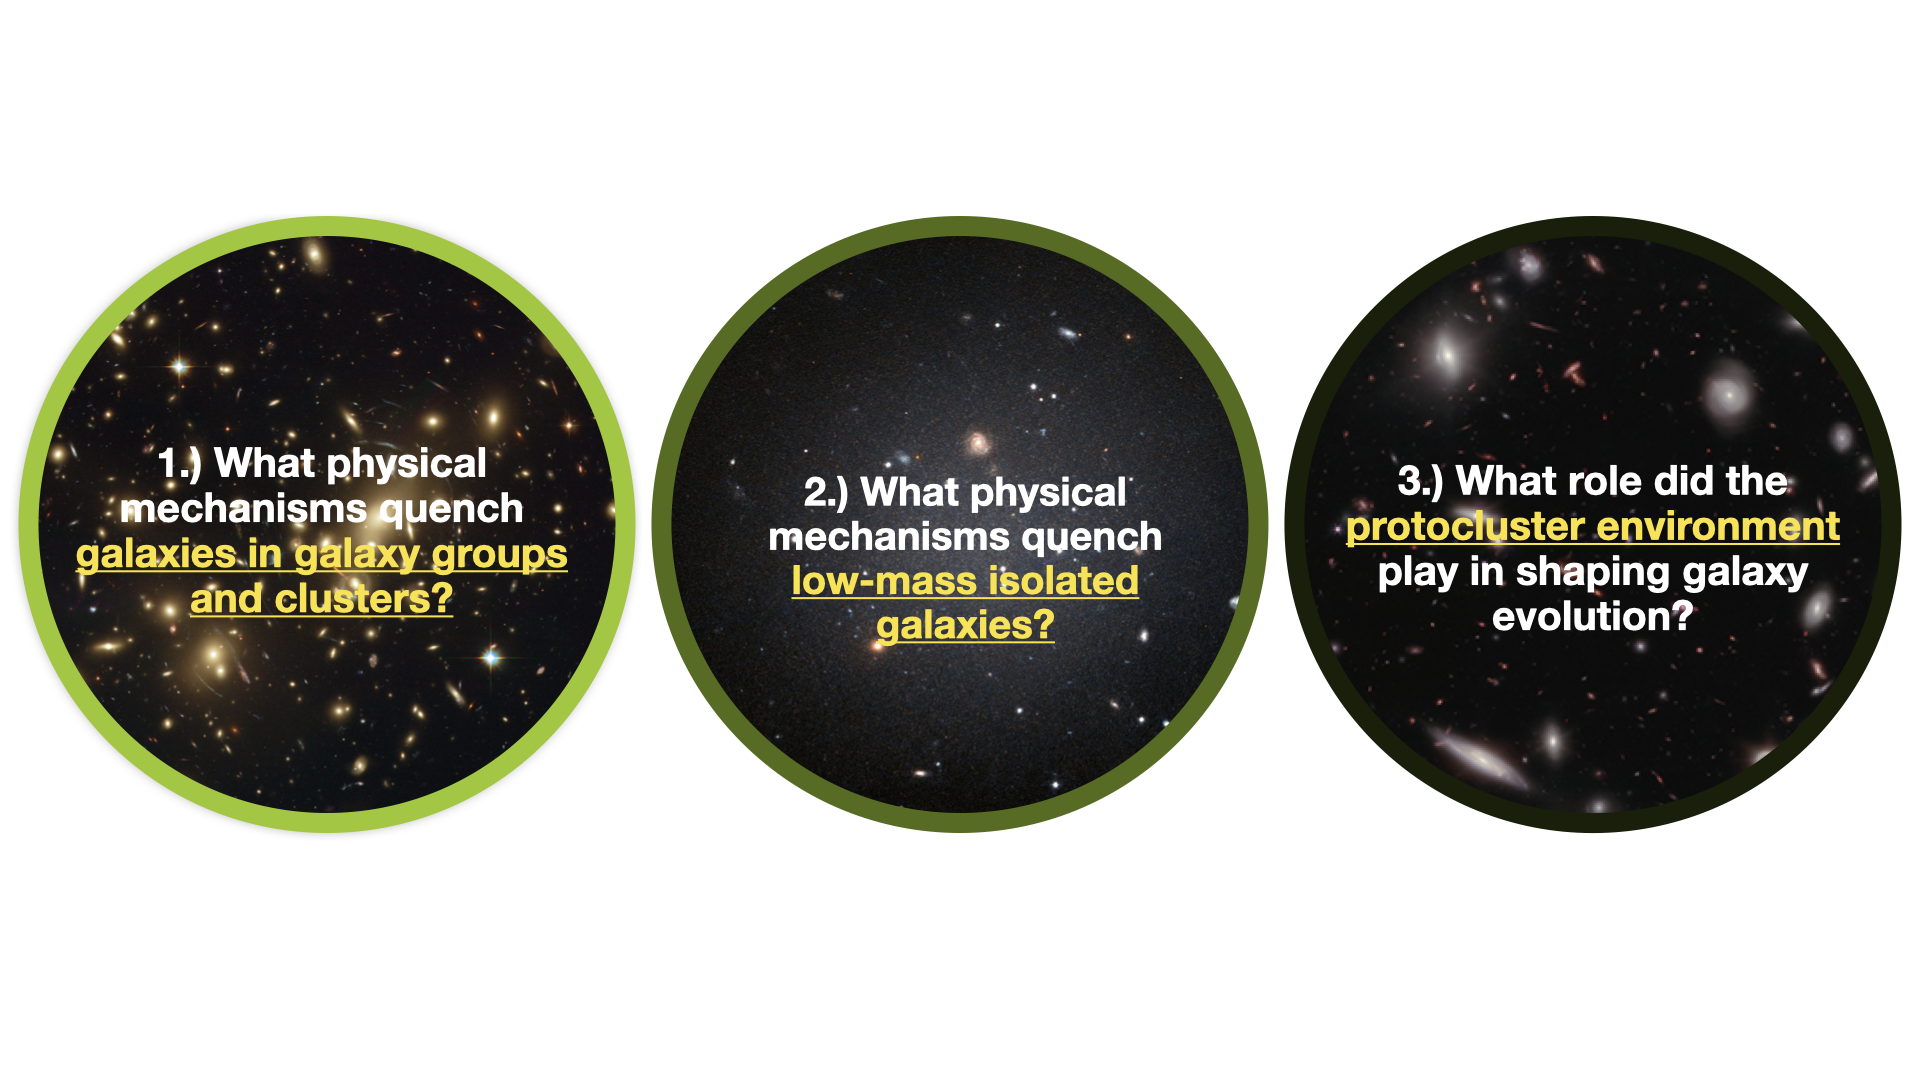 1.) What physical
mechanisms quench
galaxies in galaxy groups
and clusters?
2.) What physical
mechanisms quench
low-mass isolated
galaxies?
3.) What role did the
protocluster environment
play in shaping galaxy
evolution?